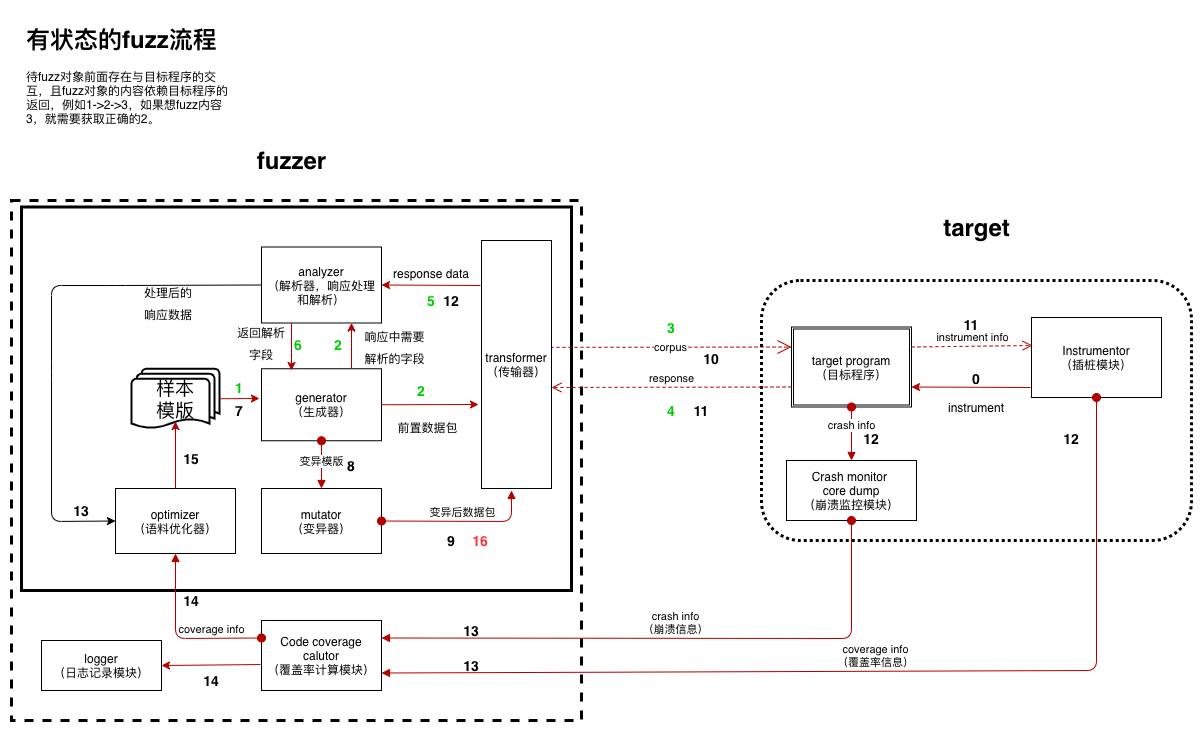 有状态的fuzz流程
待fuzz对象前面存在与目标程序的交
互，且fuzz对象的内容依赖目标程序的
返回，例如1->2->3，如果想fuzz内容
3，就需要获取正确的2。
fuzzer
target
analyzer
（解析器，响应处理
和解析）
response data
5 12
处理后的
响应数据
返回解析
字段
6
2
响应中需要
解析的字段
transformer
（传输器）
3
corpus
10
response
4 11
target program
（目标程序）
11
instrument info
0
instrument
Instrumentor
（插桩模块）
样本
模版
1
7
generator
（生成器）
2
前置数据包
变异模版
8
crash info
12
12
15
13
optimizer
（语料优化器）
mutator
（变异器）
变异后数据包
9 16
Crash monitor
core dump
（崩溃监控模块）
14
coverage info
crash info
（崩溃信息）
13
Code coverage
calutor
（覆盖率计算模块）
coverage info
（覆盖率信息）
13
logger
（日志记录模块）
14